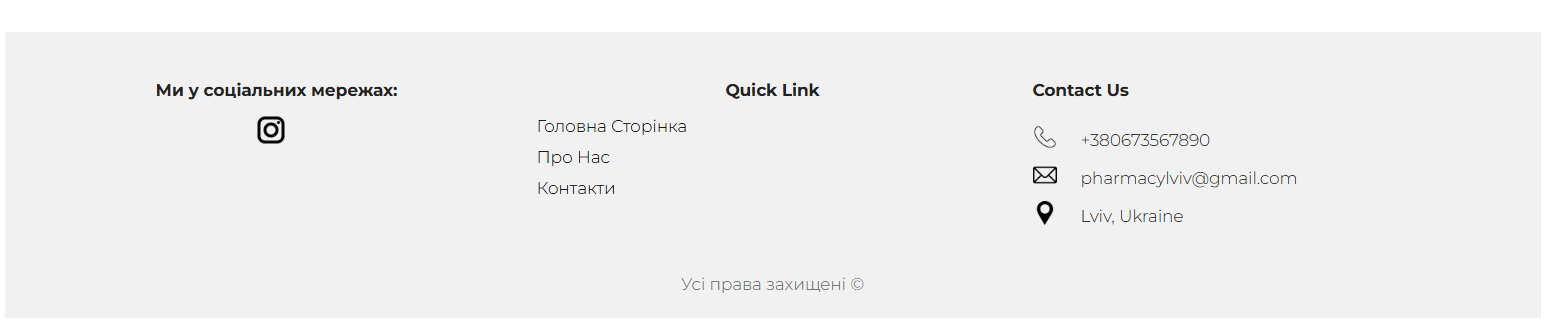 Ми у соціальних мережах:
Quick Link
Головна Сторінка
Про Нас
Контакти
Contact Us
+380673567890
pharmacylviv@gmail.com
Lviv, Ukraine
Усі права захищені ©